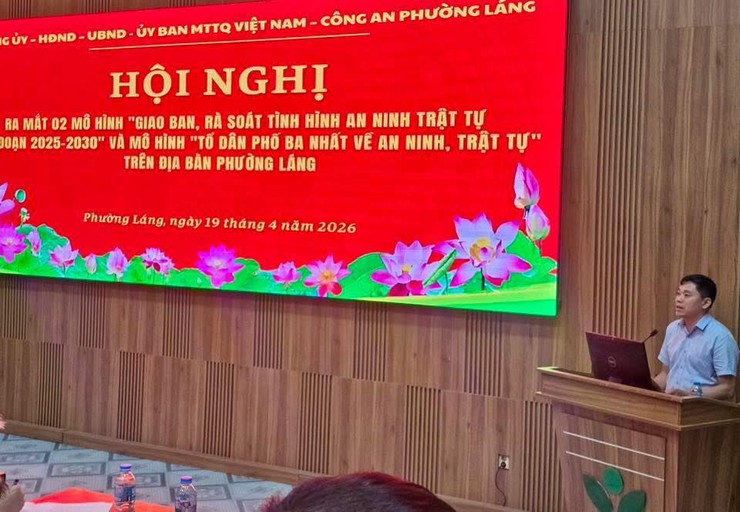 ỦY – HĐND – UBND - ỦY BAN MTTQ VIỆT NAM – CÔNG AN PHƯỜNG LÁNG
HỘI NGHỊ
RA MẮT 02 MÔ HÌNH "GIAO BAN, RÀ SOÁT TÌNH HÌNH AN NINH TRẬT TỰ
ĐOẠN 2025-2030" VÀ MÔ HÌNH "TỔ DÂN PHỐ BA NHẤT VỀ AN NINH, TRẬT TỰ"
TRÊN ĐỊA BÀN PHƯỜNG LÁNG
Phường Láng, ngày 19 tháng 4 năm 2026
DELL